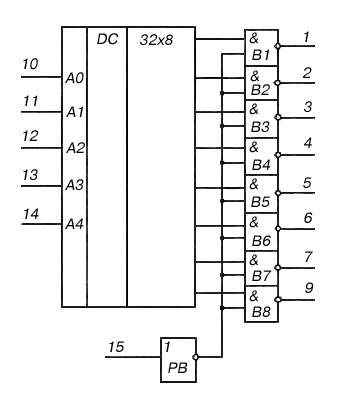 DC 32x8
10 A0
11 A1
12 A2
13 A3
14 A4
& B1 1
& B2 2
& B3 3
& B4 4
& B5 5
& B6 6
& B7 7
& B8 9
15 1 PB